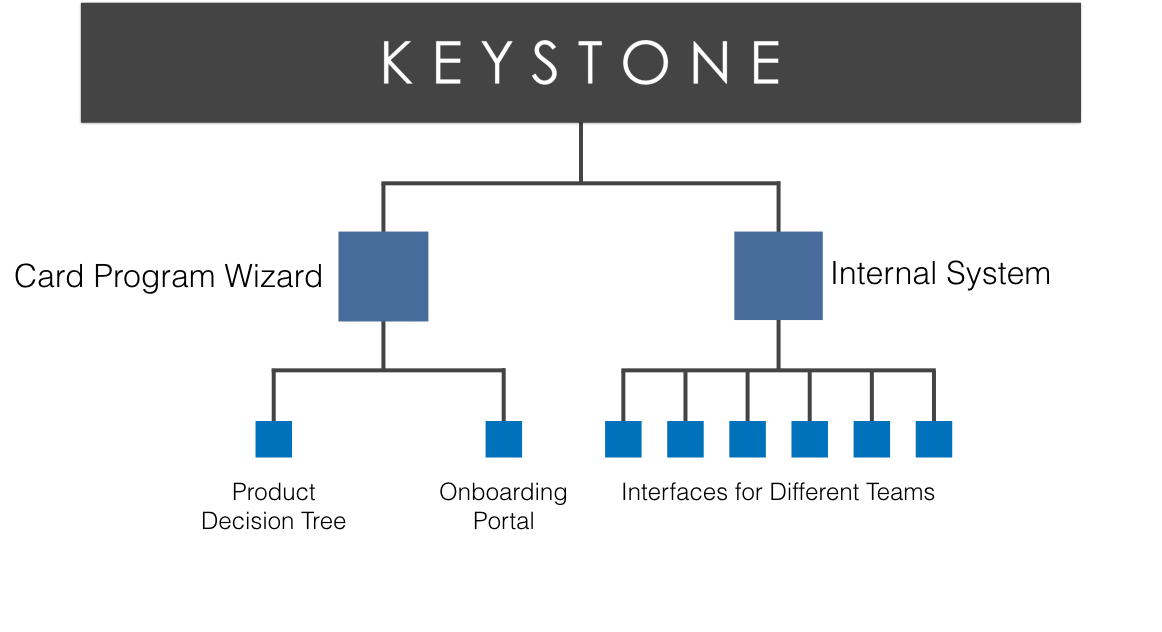 KEYSTONE
Card Program Wizard
Internal System
Product
Decision Tree
Onboarding
Portal
Interfaces for Different Teams